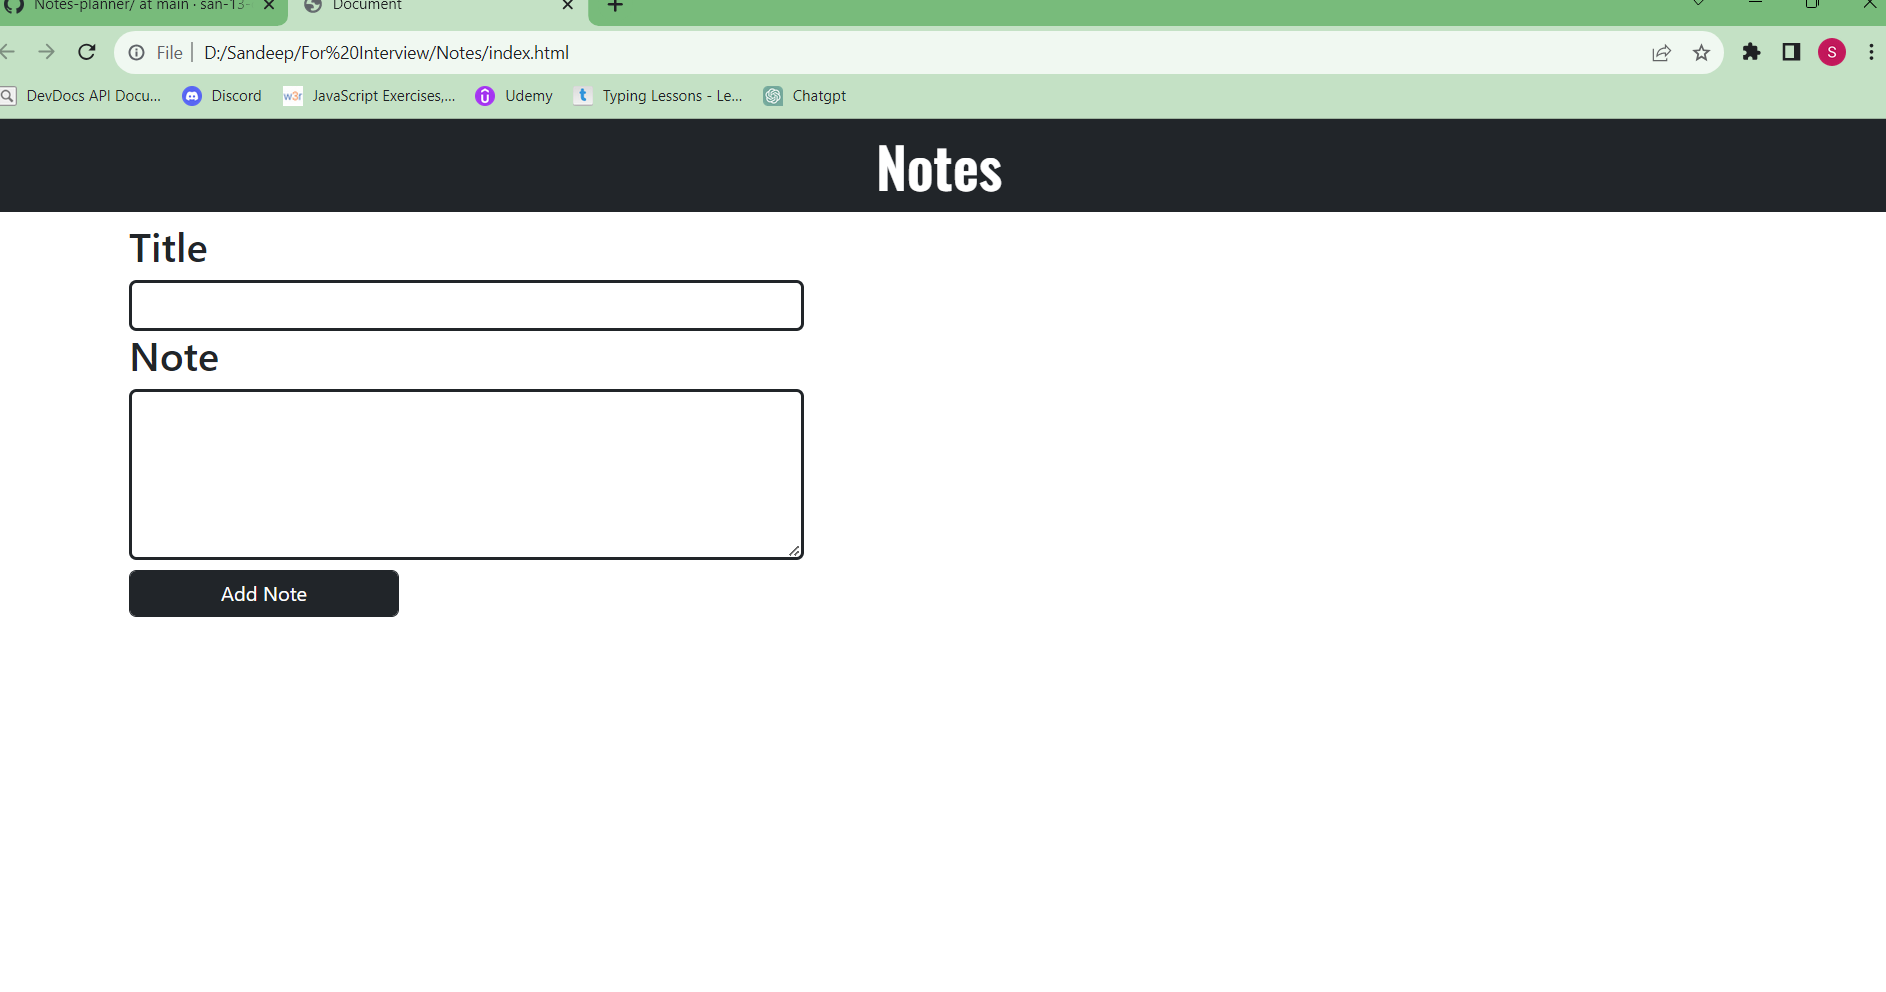 Notes-planner/ at main · san-13-
Document
File
D:/Sandeep/For%20Interview/Notes/index.html
S
DevDocs API Docu...
Discord
w3r
JavaScript Exercises,...
Udemy
t
Typing Lessons - Le...
Chatgpt
Notes
Title
Note
Add Note